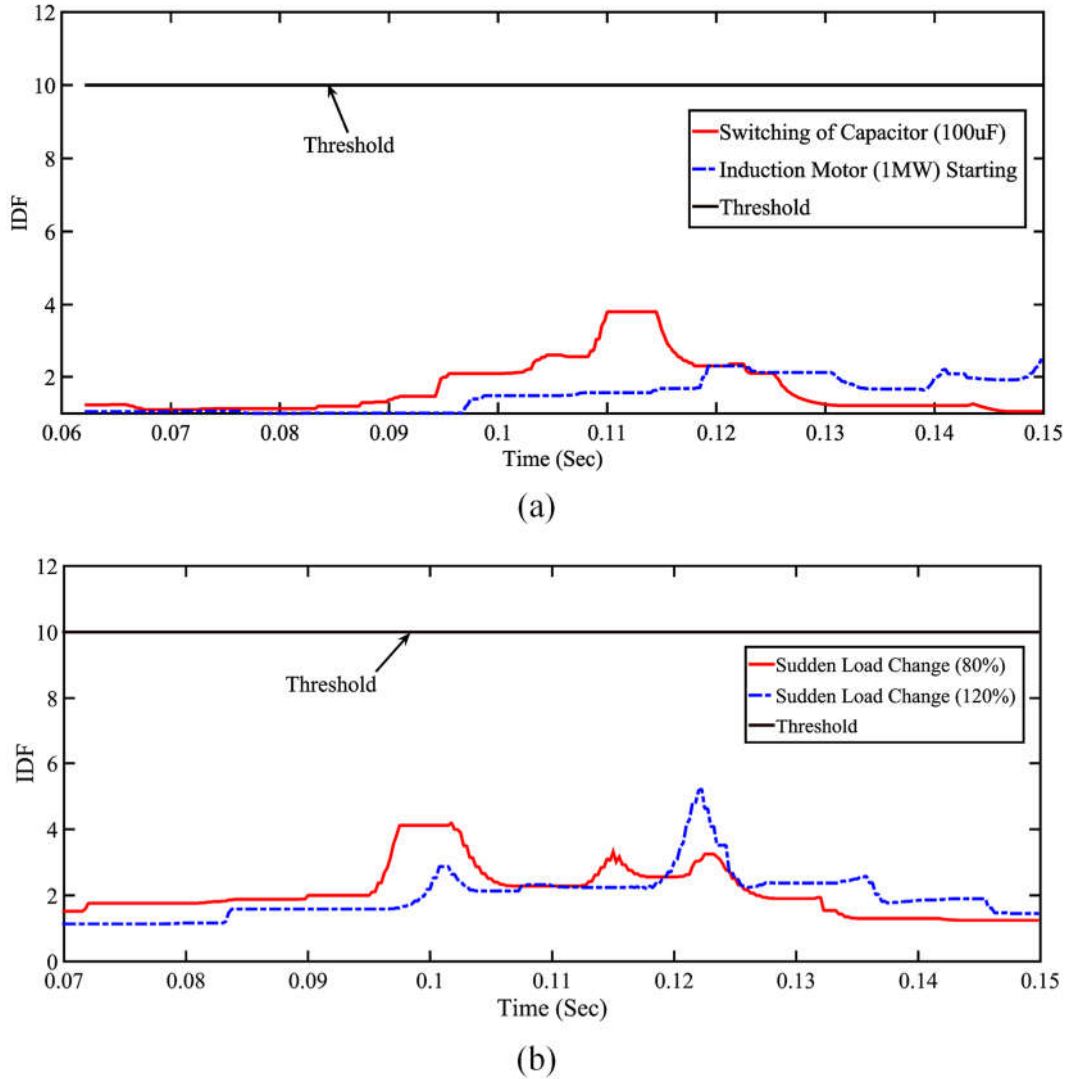 12
10
8
6
4
2
IDF
Threshold
Switching of Capacitor (100uF)
Induction Motor (1MW) Starting
Threshold
0.06 0.07 0.08 0.09 0.1 0.11 0.12 0.13 0.14 0.15
Time (Sec)
(a)
12
10
8
6
4
2
0
IDF
Threshold
Sudden Load Change (80%)
Sudden Load Change (120%)
Threshold
0.07 0.08 0.09 0.1 0.11 0.12 0.13 0.14 0.15
Time (Sec)
(b)